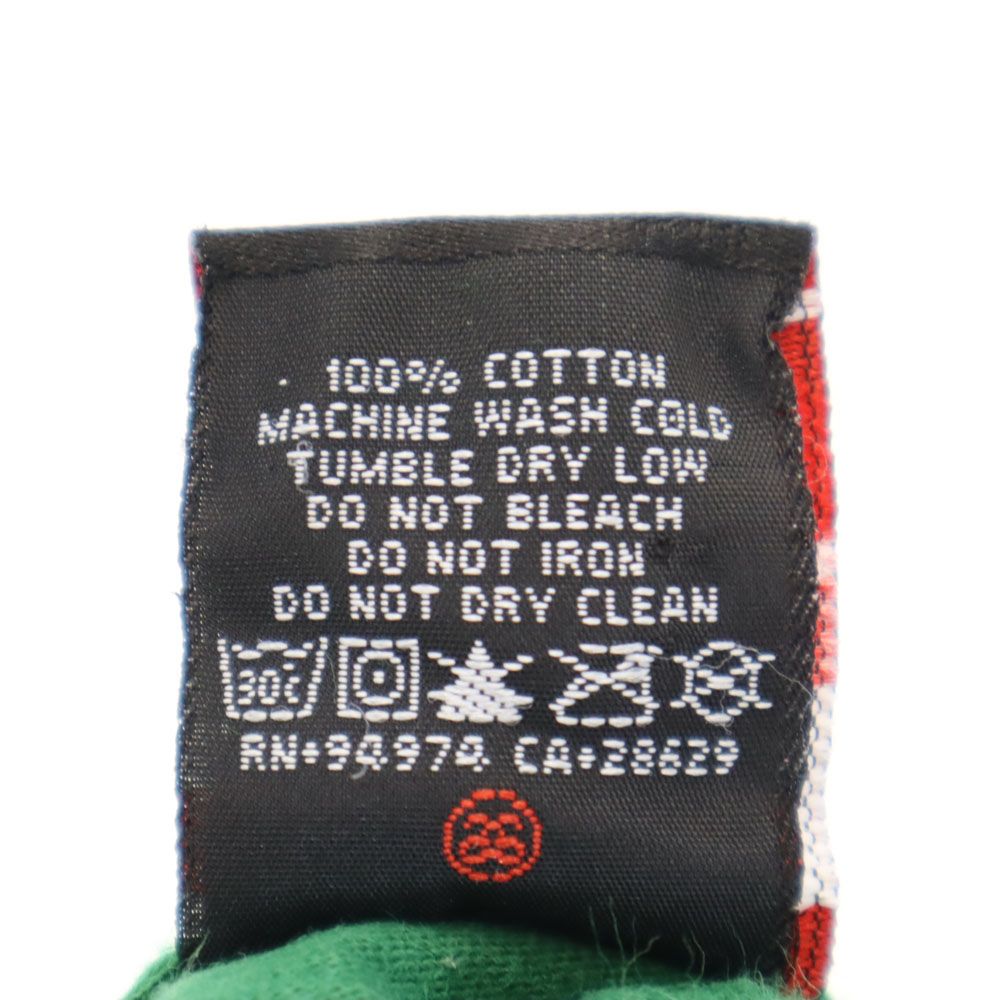 100% COTTON
MACHINE WASH COLD
TUMBLE DRY LOW
DO NOT BLEACH
DO NOT IRON
DO NOT DRY CLEAN
30C
RN#94974 CA#28629